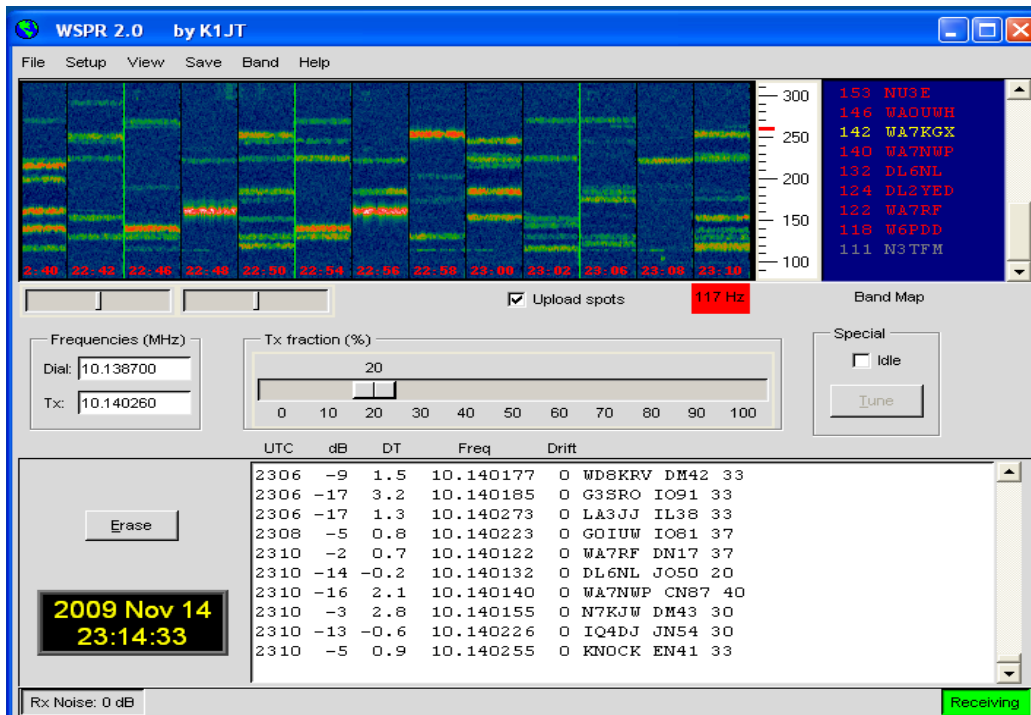 WSPR 2.0 by K1JT
File Setup View Save Band Help
300
250
200
150
100
153 NU3E
146 WA0UWH
142 WA7KGX
140 WA7NWP
132 DL6NL
124 DL2YED
122 WA7RF
118 W6PDD
111 N3TFM
2:40 22:42 22:46 22:48 22:50 22:54 22:56 22:58 23:00 23:02 23:06 23:08 23:10
Upload spots 117 Hz Band Map
Frequencies (MHz)
Dial: 10.138700
Tx: 10.140260
Tx fraction (%)
20
0 10 20 30 40 50 60 70 80 90 100
Special
Idle
Tune
UTC dB DT Freq Drift
2306 -9 1.5 10.140177 0 WD8KRV DM42 33
2306 -17 3.2 10.140185 0 G3SRO IO91 33
2306 -17 1.3 10.140273 0 LA3JJ IL38 33
2308 -5 0.8 10.140223 0 G0IUW IO81 37
2310 -2 0.7 10.140122 0 WA7RF DN17 37
2310 -14 -0.2 10.140132 0 DL6NL JO50 20
2310 -16 2.1 10.140140 0 WA7NWP CN87 40
2310 -3 2.8 10.140155 0 N7KJW DM43 30
2310 -13 -0.6 10.140226 0 IQ4DJ JN54 30
2310 -5 0.9 10.140255 0 KN0CK EN41 33
Erase
2009 Nov 14
23:14:33
Rx Noise: 0 dB
Receiving